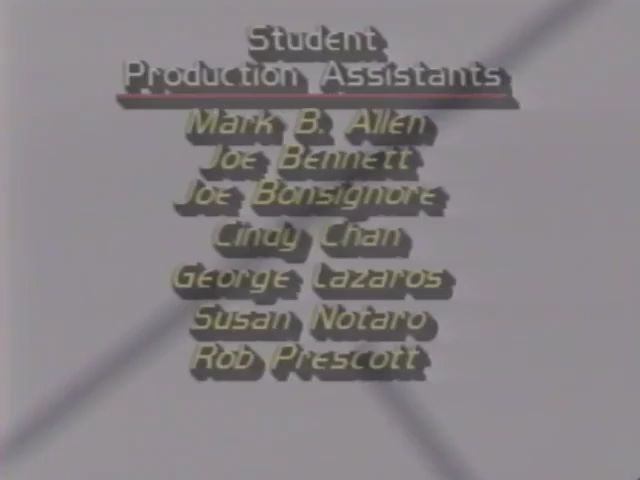 Student
Production Assistants
Mark B. Allen
Joe Bennett
Joe Bonsignore
Cindy Chan
George Lazaros
Susan Notaro
Rob Prescott